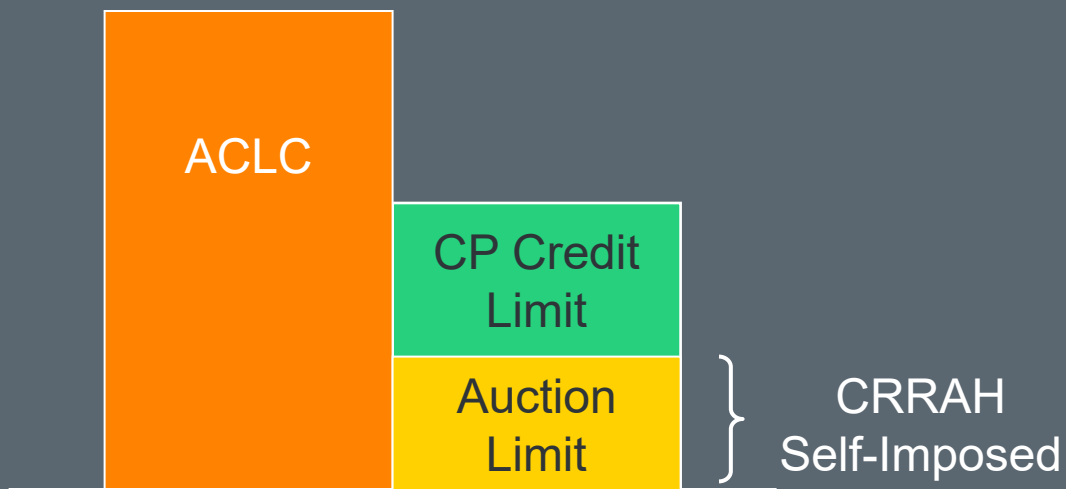 ACLC
CP Credit
Limit
Auction
Limit
CRRAH
Self-Imposed